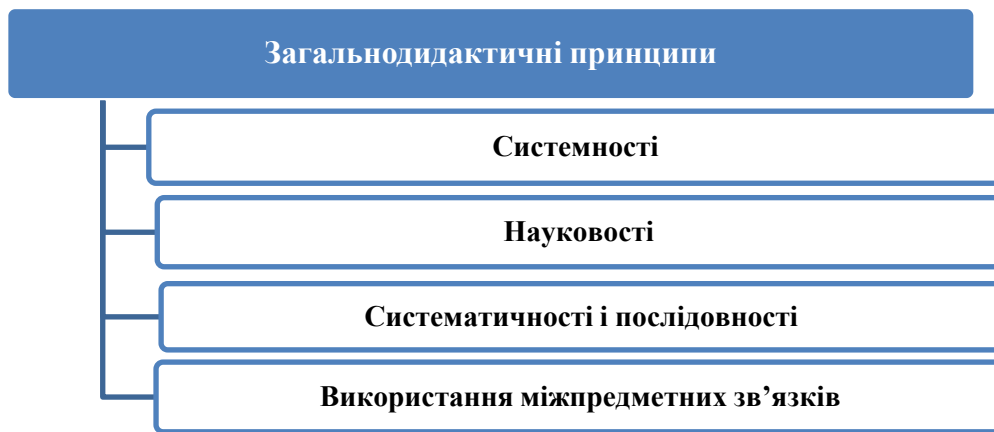 Загальнодидактичні принципи
Системності
Науковості
Систематичності і послідовності
Використання міжпредметних зв’язків